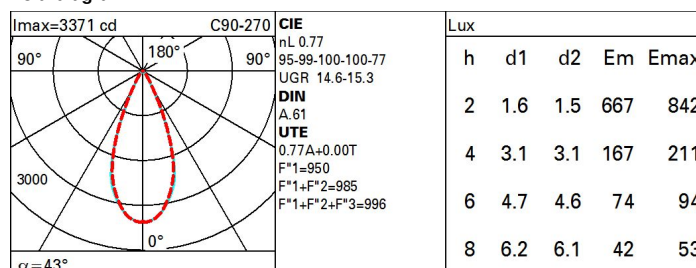 Imax=3371 cd C90-270
90° 180° 90°
3000
0°
α=43°
CIE
nL 0.77
95-99-100-100-77
UGR 14.6-15.3
DIN
A.61
UTE
0.77A+0.00T
F"1=950
F"1+F"2=985
F"1+F"2+F"3=996
Lux
h d1 d2 Em Emax
2 1.6 1.5 667 842
4 3.1 3.1 167 211
6 4.7 4.6 74 94
8 6.2 6.1 42 53